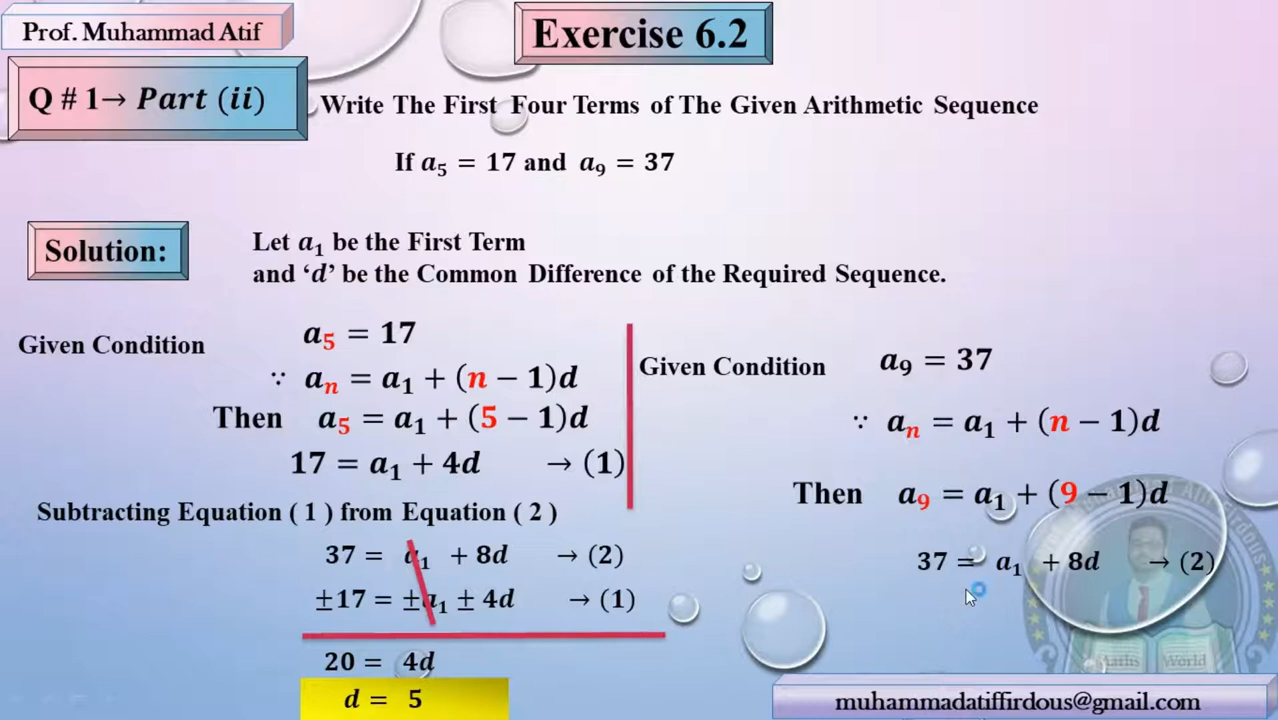 Prof. Muhammad Atif
Exercise 6.2
Q # 1→ Part (ii)
Write The First Four Terms of The Given Arithmetic Sequence
If a₅ = 17 and a₉ = 37
Solution:
Let a₁ be the First Term
and ‘d’ be the Common Difference of the Required Sequence.
Given Condition
a₅ = 17
∵ aₙ = a₁ + (n − 1)d
Then a₅ = a₁ + (5 − 1)d
17 = a₁ + 4d → (1)
Subtracting Equation ( 1 ) from Equation ( 2 )
37 = a₁ + 8d → (2)
±17 = ±a₁ ± 4d → (1)
20 = 4d
d = 5
Given Condition
a₉ = 37
∵ aₙ = a₁ + (n − 1)d
Then a₉ = a₁ + (9 − 1)d
37 = a₁ + 8d → (2)
Maths World
muhammadatiffirdous@gmail.com